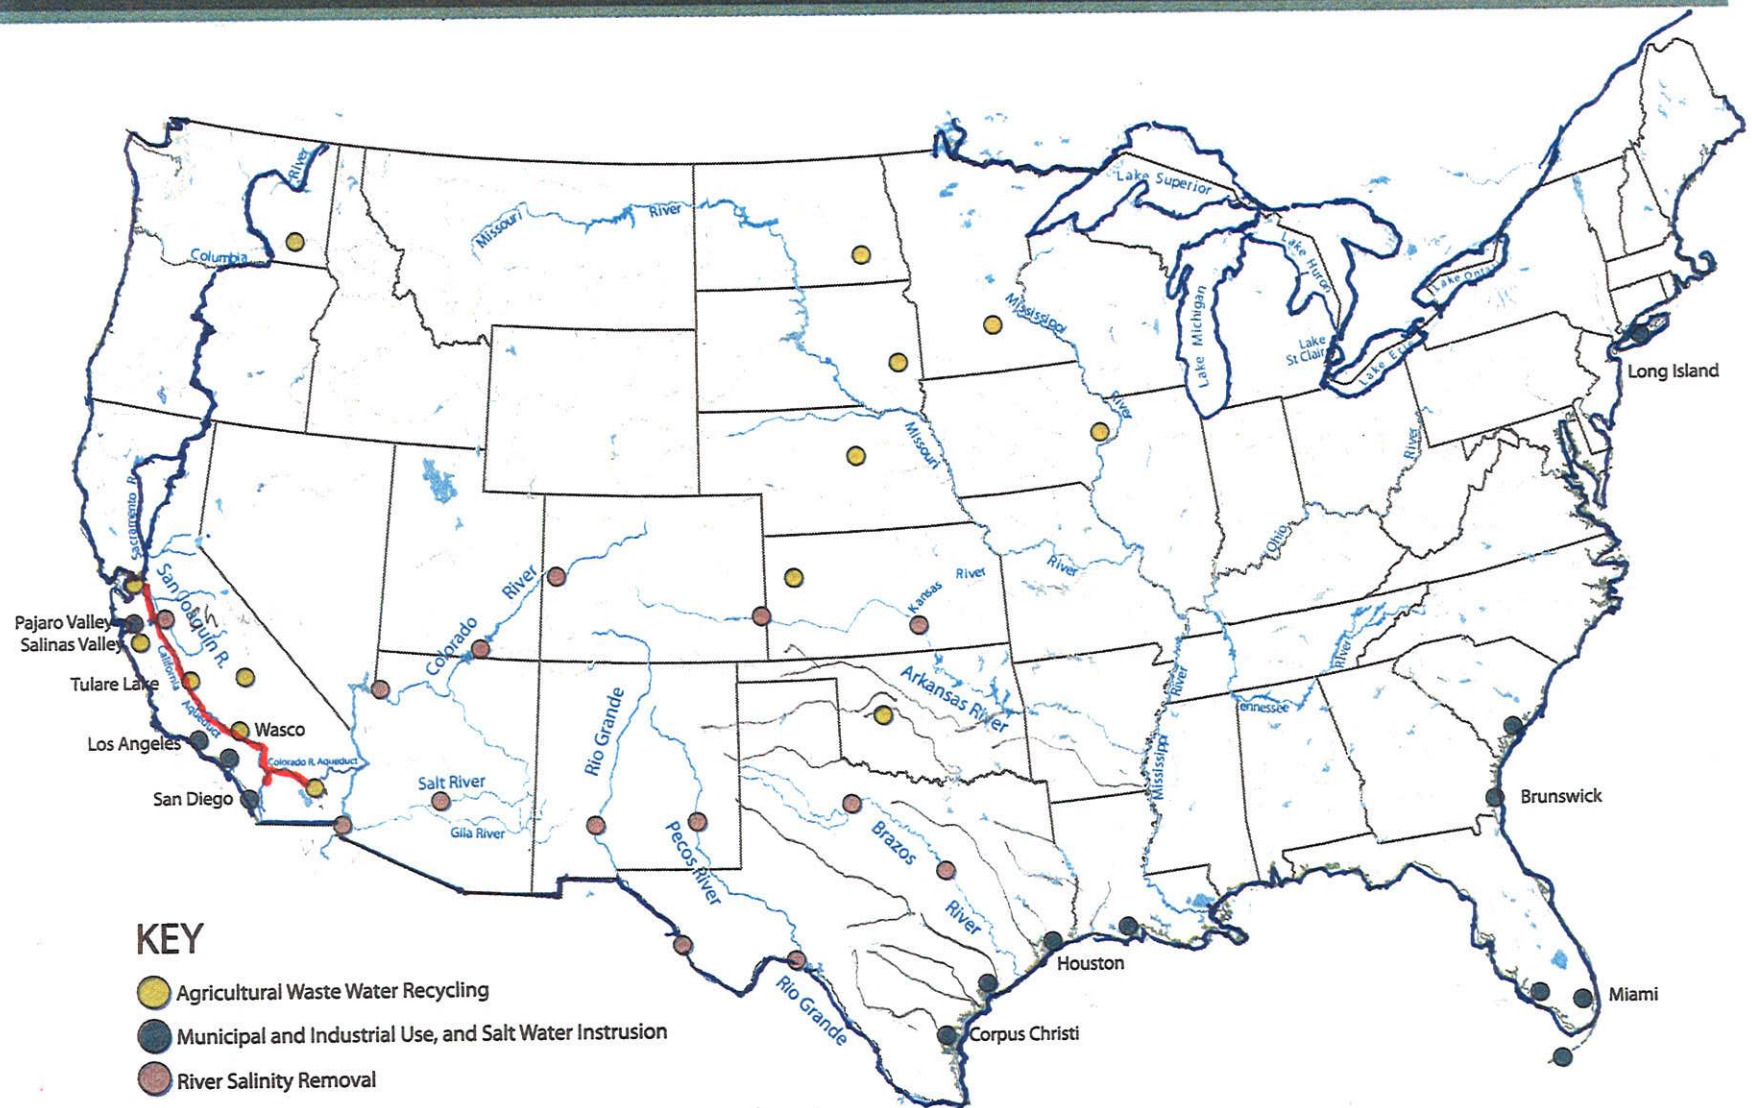 River
Columbia
Missouri
River
Lake Superior
Lake Huron
Lake Michigan
Lake
St Clair
Lake Erie
Mississippi
River
Missouri
River
River
Ohio
Long Island
Sacramento R.
San Joaquin R.
Pajaro Valley
Salinas Valley
California
Aqueduct
Tulare Lake
Wasco
Los Angeles
Colorado R. Aqueduct
San Diego
Colorado
River
Salt River
Gila River
Rio Grande
Pecos River
Kansas
River
Arkansas River
River
Mississippi
Tennessee
River
Brazos
River
Brunswick
Houston
Corpus Christi
Rio Grande
Miami
KEY
Agricultural Waste Water Recycling
Municipal and Industrial Use, and Salt Water Instrusion
River Salinity Removal